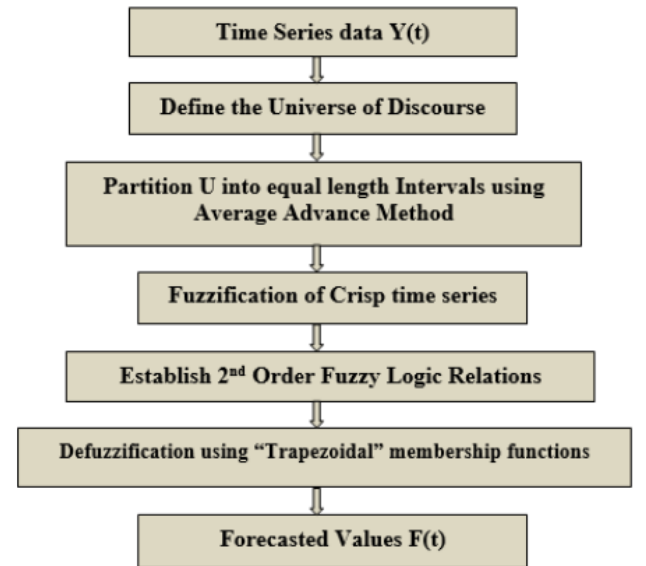 Time Series data Y(t)
Define the Universe of Discourse
Partition U into equal length Intervals using
Average Advance Method
Fuzzification of Crisp time series
Establish 2nd Order Fuzzy Logic Relations
Defuzzification using “Trapezoidal” membership functions
Forecasted Values F(t)